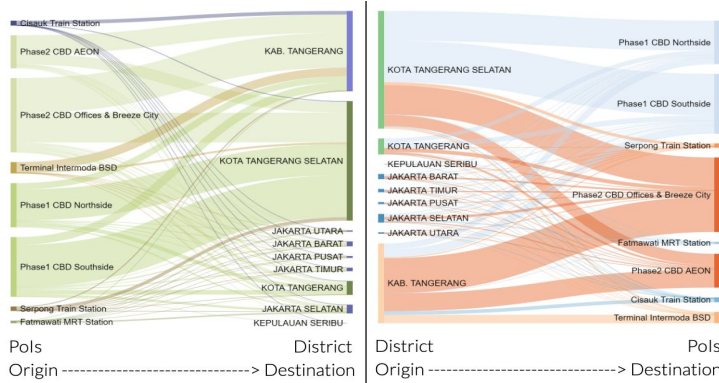 Cisauk Train Station
Phase2 CBD AEON
KAB. TANGERANG
Phase2 CBD Offices & Breeze City
KOTA TANGERANG SELATAN
Terminal Intermoda BSD
Phase1 CBD Northside
JAKARTA UTARA
JAKARTA BARAT
Phase1 CBD Southside
JAKARTA PUSAT
JAKARTA TIMUR
KOTA TANGERANG
Serpong Train Station
JAKARTA SELATAN
Fatmawati MRT Station
KEPULAUAN SERIBU
PoIs District
Origin ----------------------------> Destination
Phase1 CBD Northside
KOTA TANGERANG SELATAN
Phase1 CBD Southside
KOTA TANGERANG
Serpong Train Station
KEPULAUAN SERIBU
JAKARTA BARAT
JAKARTA TIMUR
Phase2 CBD Offices & Breeze City
JAKARTA PUSAT
JAKARTA SELATAN
JAKARTA UTARA
Fatmawati MRT Station
Phase2 CBD AEON
KAB. TANGERANG
Cisauk Train Station
Terminal Intermoda BSD
District PoIs
Origin ----------------------------> Destination